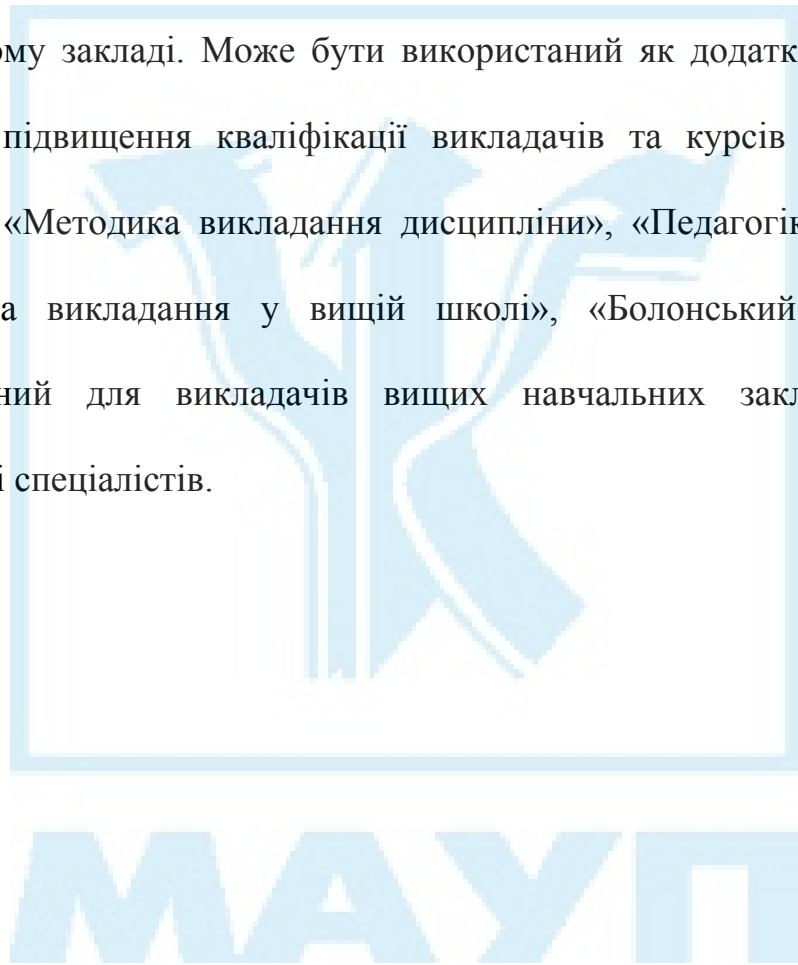 ому закладі. Може бути використаний як додатк
підвищення кваліфікації викладачів та курсів
«Методика викладання дисципліни», «Педагогік
а викладання у вищій школі», «Болонський
ний для викладачів вищих навчальних закл
і спеціалістів.
МАУП